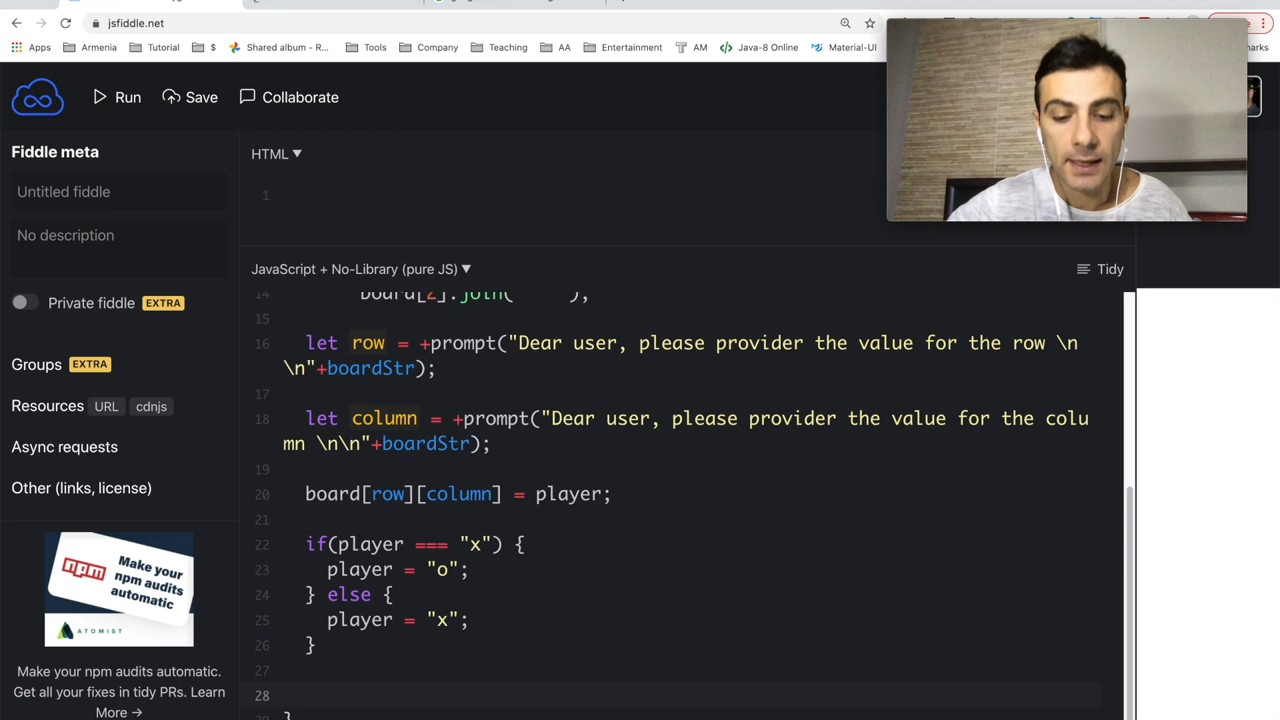 jsfiddle.net
Apps Armenia Tutorial $ Shared album - R... Tools Company Teaching AA Entertainment AM Java-8 Online Material-UI
Run Save Collaborate
Fiddle meta
Untitled fiddle
No description
Private fiddle EXTRA
Groups EXTRA
Resources URL cdnjs
Async requests
Other (links, license)
npm
Make your
npm audits
automatic
ATOMIST
Make your npm audits automatic.
Get all your fixes in tidy PRs. Learn
More →
HTML ▼
1
JavaScript + No-Library (pure JS) ▼ Tidy
14 board[2].join(
15
16 let row = +prompt("Dear user, please provider the value for the row \n
\n"+boardStr);
17
18 let column = +prompt("Dear user, please provider the value for the colu
mn \n\n"+boardStr);
19
20 board[row][column] = player;
21
22 if(player === "x") {
23 player = "o";
24 } else {
25 player = "x";
26 }
27
28
}